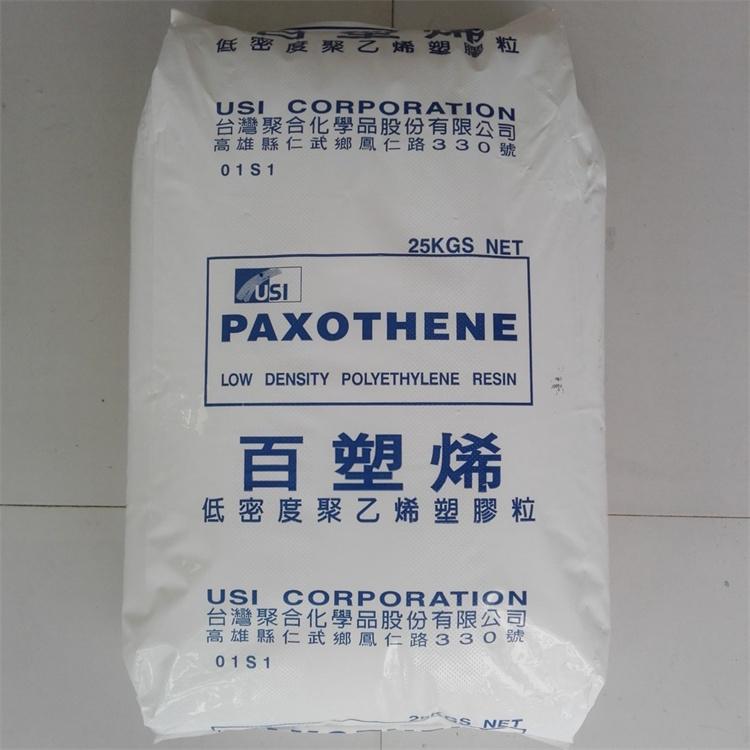 百塑烯
低密度聚乙烯塑膠粒
USI CORPORATION
台灣聚合化學品股份有限公司
高雄縣仁武鄉鳳仁路330號
01S1
25KGS NET
USI
PAXOTHENE
LOW DENSITY POLYETHYLENE RESIN
百塑烯
低密度聚乙烯塑膠粒
USI CORPORATION
台灣聚合化學品股份有限公司
高雄縣仁武鄉鳳仁路330號
01S1
25KGS NET
PAXOTHENE